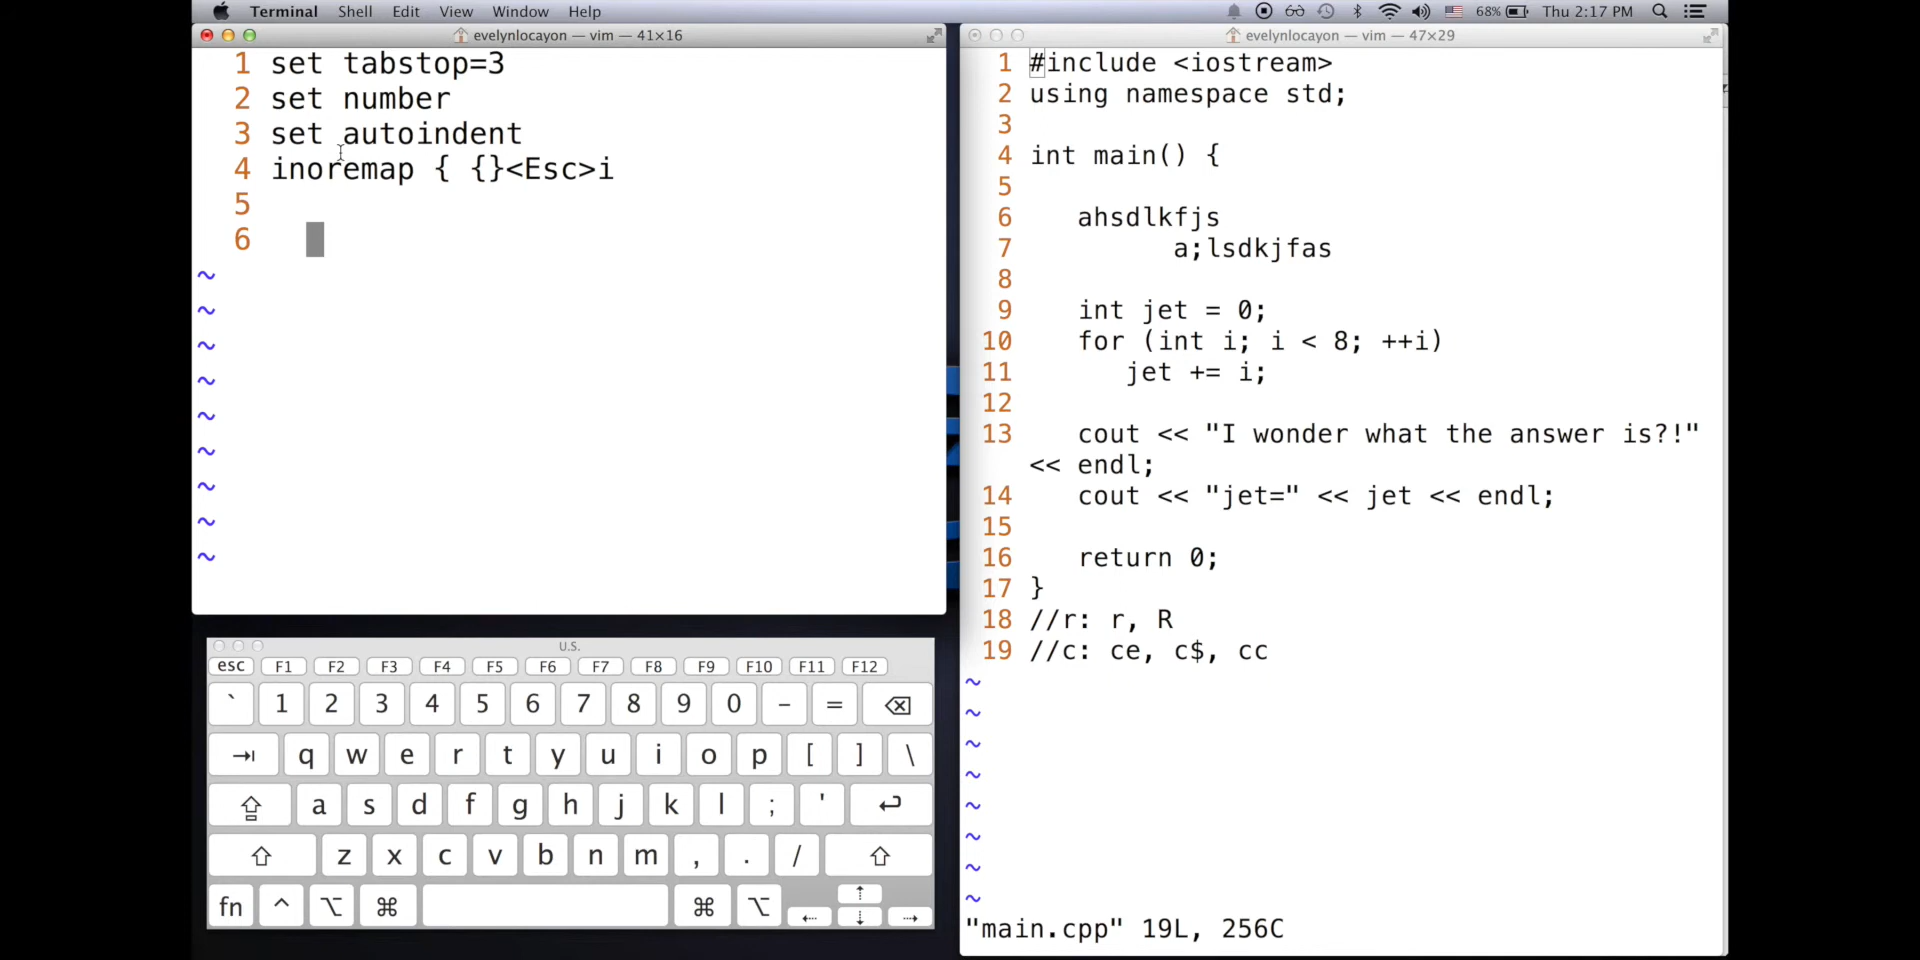 Terminal Shell Edit View Window Help 68% Thu 2:17 PM
evelynlocayon — vim — 41×16
1 set tabstop=3
2 set number
3 set autoindent
4 inoremap { {}<Esc>i
5
6
~
~
~
~
~
~
~
~
~
U.S.
esc F1 F2 F3 F4 F5 F6 F7 F8 F9 F10 F11 F12
` 1 2 3 4 5 6 7 8 9 0 - =
q w e r t y u i o p [ ] \
a s d f g h j k l ; '
z x c v b n m , . /
fn ^ ⌥ ⌘ ⌘ ⌥
evelynlocayon — vim — 47×29
1 #include <iostream>
2 using namespace std;
3
4 int main() {
5
6 ahsdlkfjs
7 a;lsdkjfas
8
9 int jet = 0;
10 for (int i; i < 8; ++i)
11 jet += i;
12
13 cout << "I wonder what the answer is?!"
<< endl;
14 cout << "jet=" << jet << endl;
15
16 return 0;
17 }
18 //r: r, R
19 //c: ce, c$, cc
~
~
~
~
~
~
~
~
"main.cpp" 19L, 256C